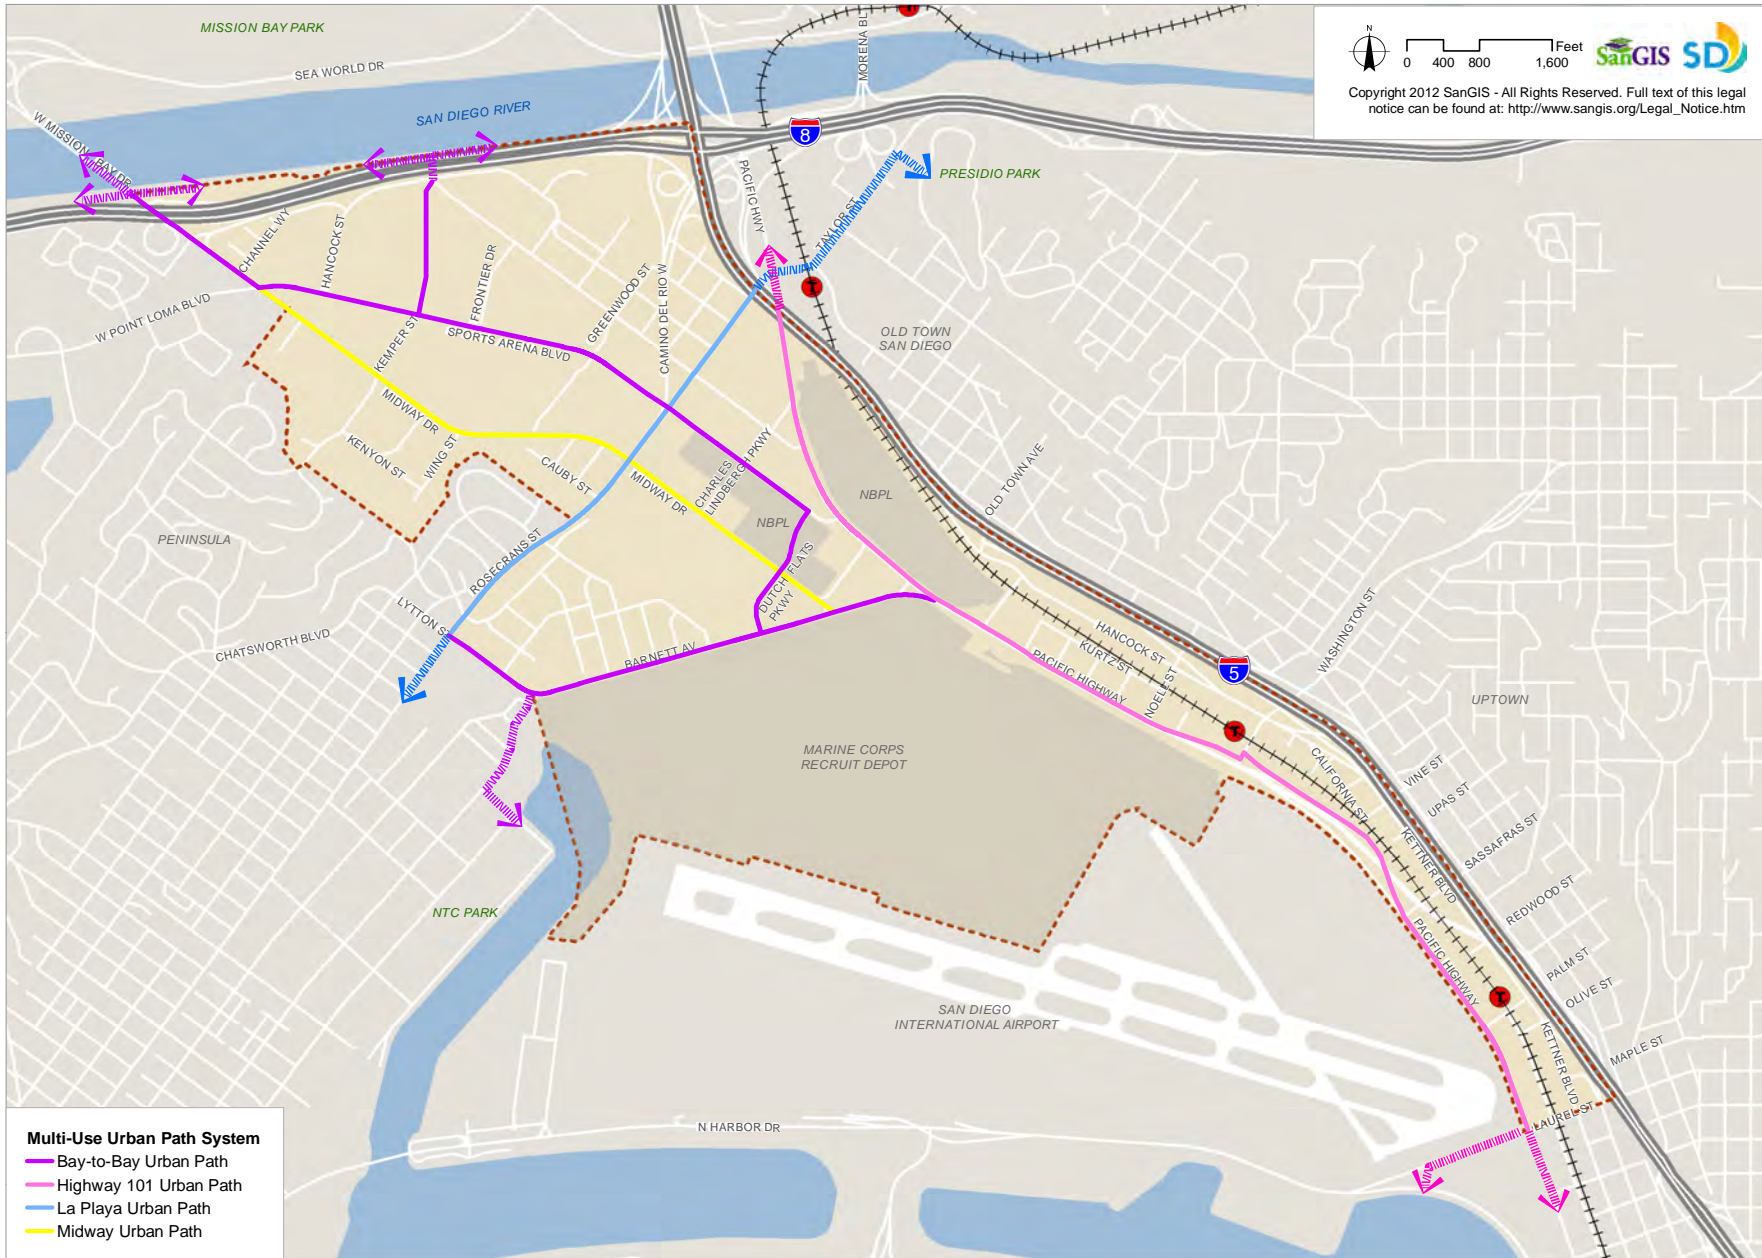 MISSION BAY PARK
SEA WORLD DR
SAN DIEGO RIVER
W MISSION BAY DR
MORENA BL
N
0 400 800 1,600
Feet
SanGIS
SD
Copyright 2012 SanGIS - All Rights Reserved. Full text of this legal
notice can be found at: http://www.sangis.org/Legal_Notice.htm
8
PACIFIC HWY
TAYLOR ST
PRESIDIO PARK
CHANNEL WY
HANCOCK ST
FRONTIER DR
GREENWOOD ST
CAMINO DEL RIO W
W POINT LOMA BLVD
KEMPER ST
SPORTS ARENA BLVD
OLD TOWN
SAN DIEGO
MIDWAY DR
KENYON ST
WING ST
CAUBY ST
MIDWAY DR
CHARLES
LINDBERGH PKWY
NBPL
NBPL
OLD TOWN AVE
PENINSULA
ROSECRANS ST
DUTCH FLATS
PKWY
LYTTON ST
CHATSWORTH BLVD
BARNETT AV
HANCOCK ST
KURTZ ST
PACIFIC HIGHWAY
NOELL ST
WASHINGTON ST
5
UPTOWN
MARINE CORPS
RECRUIT DEPOT
CALIFORNIA ST
VINE ST
UPAS ST
SASSAFRAS ST
KETTNER BLVD
REDWOOD ST
NTC PARK
PACIFIC HIGHWAY
PALM ST
OLIVE ST
SAN DIEGO
INTERNATIONAL AIRPORT
KETTNER BLVD
MAPLE ST
LAUREL ST
N HARBOR DR
Multi-Use Urban Path System
Bay-to-Bay Urban Path
Highway 101 Urban Path
La Playa Urban Path
Midway Urban Path